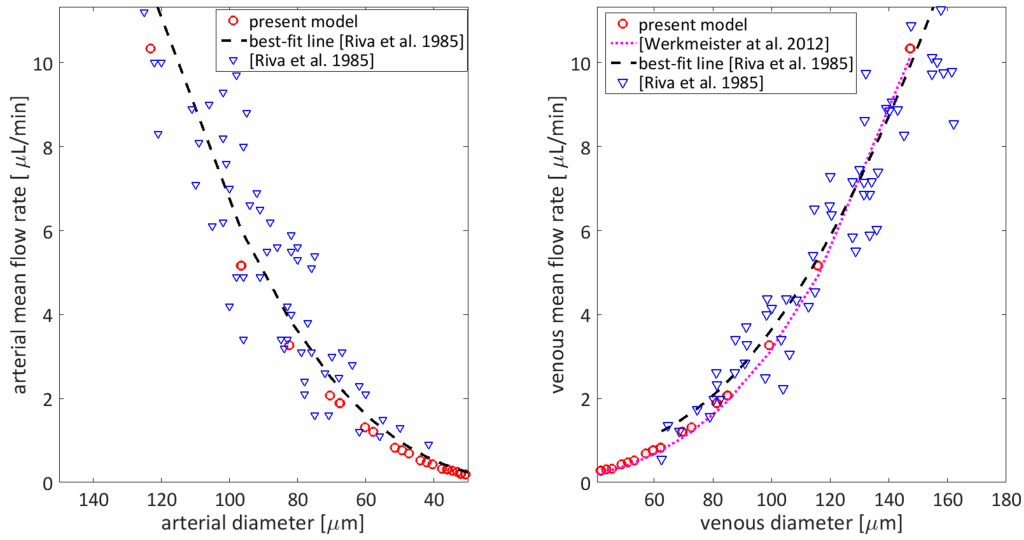 present model
best-fit line [Riva et al. 1985]
[Riva et al. 1985]
10
8
6
4
2
0
arterial mean flow rate [ μL/min]
140 120 100 80 60 40
arterial diameter [μm]
present model
[Werkmeister at al. 2012]
best-fit line [Riva et al. 1985]
[Riva et al. 1985]
10
8
6
4
2
0
venous mean flow rate [ μL/min]
60 80 100 120 140 160 180
venous diameter [μm]